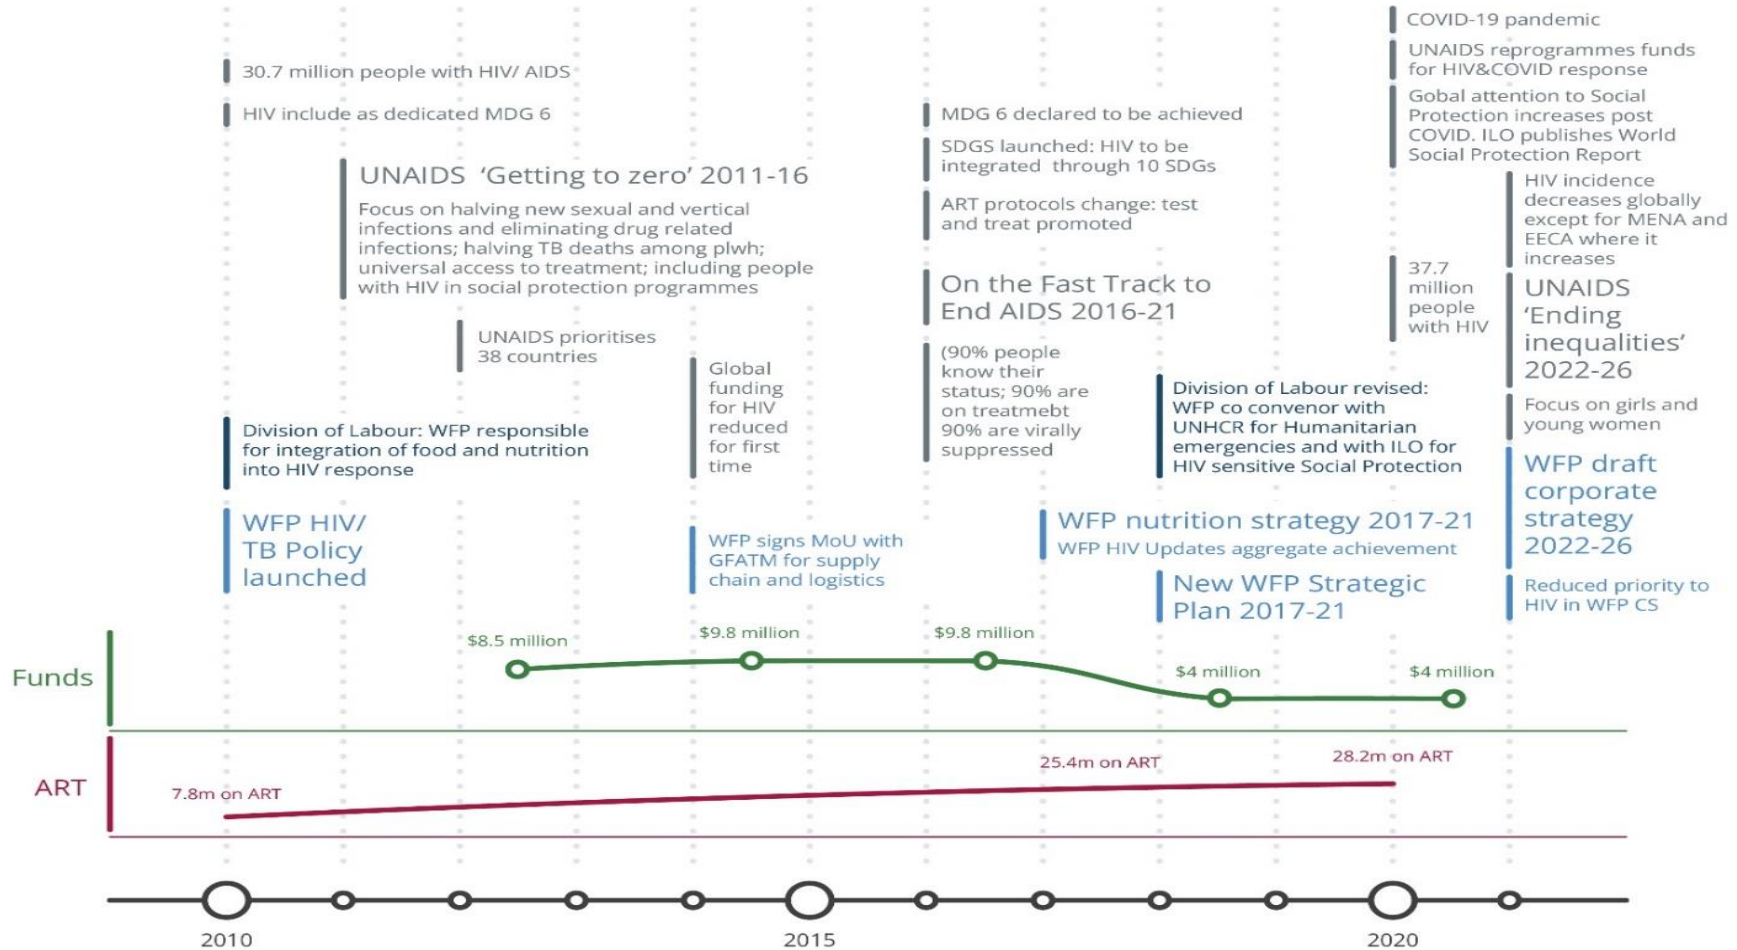 30.7 million people with HIV/ AIDS
HIV include as dedicated MDG 6
UNAIDS ‘Getting to zero’ 2011-16
Focus on halving new sexual and vertical
infections and eliminating drug related
infections; halving TB deaths among plwh;
universal access to treatment; including people
with HIV in social protection programmes
UNAIDS prioritises
38 countries
Division of Labour: WFP responsible
for integration of food and nutrition
into HIV response
WFP HIV/
TB Policy
launched
Global
funding
for HIV
reduced
for first
time
WFP signs MoU with
GFATM for supply
chain and logistics
MDG 6 declared to be achieved
SDGS launched: HIV to be
integrated through 10 SDGs
ART protocols change: test
and treat promoted
On the Fast Track to
End AIDS 2016-21
(90% people
know their
status; 90% are
on treatmebt
90% are virally
suppressed
WFP nutrition strategy 2017-21
WFP HIV Updates aggregate achievement
Division of Labour revised:
WFP co convenor with
UNHCR for Humanitarian
emergencies and with ILO for
HIV sensitive Social Protection
New WFP Strategic
Plan 2017-21
COVID-19 pandemic
UNAIDS reprogrammes funds
for HIV&COVID response
Gobal attention to Social
Protection increases post
COVID. ILO publishes World
Social Protection Report
37.7
million
people
with HIV
HIV incidence
decreases globally
except for MENA and
EECA where it
increases
UNAIDS
‘Ending
inequalities’
2022-26
Focus on girls and
young women
WFP draft
corporate
strategy
2022-26
Reduced priority to
HIV in WFP CS
Funds
$8.5 million
$9.8 million
$9.8 million
$4 million
$4 million
ART
7.8m on ART
25.4m on ART
28.2m on ART
2010
2015
2020